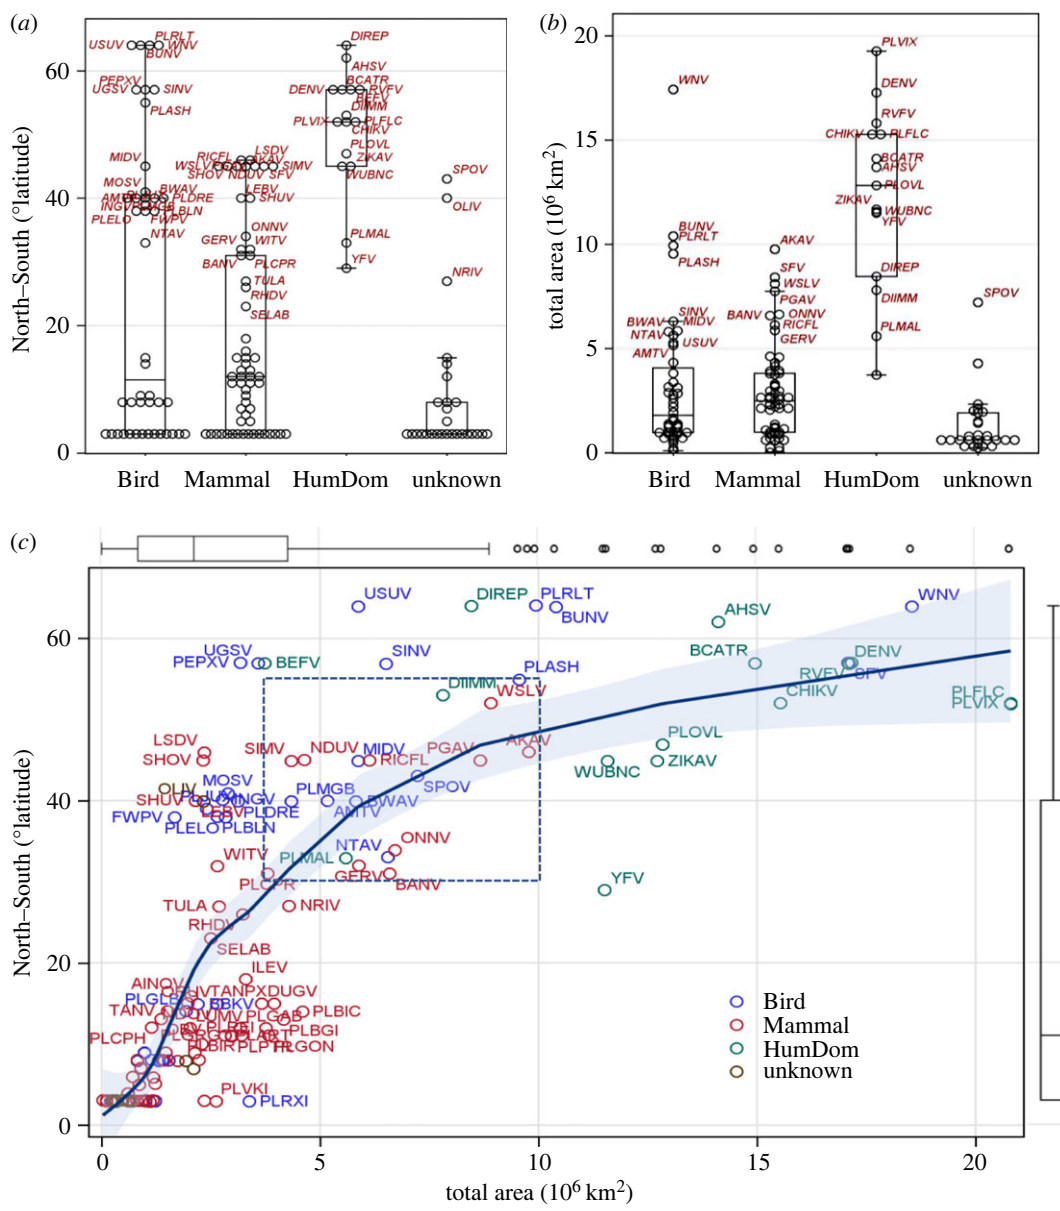 (a)
PLRLT
USUV WNV
BUNV
PEPXV
UGSV SINV
PLASH
MIDV
MOSV
BWAV
PLDRE
PLBLN
PLELO FWPV
NTAV
LSDV
RICFL AKAV
SIMV
SHOV NDUV SFV
LEBV
SHUV
ONNV
GERV WITV
BANV PLCPR
TULA
RHDV
SELAB
DIREP
AHSV
BCATR
DENV RVFV
BEFV
DIIMM
PLVIX PLFLC
CHIKV
PLOVL
ZIKAV
WUBNC
PLMAL
YFV
SPOV
OLIV
NRIV
60
40
20
0
North–South (°latitude)
Bird Mammal HumDom unknown
(b)
WNV
BUNV
PLRLT
PLASH
SINV
BWAV MIDV
NTAV
USUV
AMTV
AKAV
SFV
WSLV
PGAV
BANV ONNV
RICFL
GERV
PLVIX
DENV
RVFV
CHIKV PLFLC
BCATR
AHSV
PLOVL
ZIKAV
WUBNC
YFV
DIREP
DIIMM
PLMAL
SPOV
20
15
10
5
0
total area (10⁶ km²)
Bird Mammal HumDom unknown
(c)
USUV DIREP PLRLT WNV
BUNV
AHSV
UGSV SINV BCATR DENV
PEPXV BEFV PLASH
RVFV SFV
DIIMM WSLV CHIKV PLFLC
PLVIX
LSDV SIMV NDUV MIDV PGAV AKAV PLOVL
SHOV RICFL ZIKAV
WUBNC
OLIV MOSV PLMGB SPOV
SHUV INGV BWAV
LEBV PLDRE AMTV
FWPV
PLELO PLBLN
ONNV
WITV NTAV
PLMAL
PLCPR GERV BANV YFV
TULA NRIV
RHDV
SELAB
ILEV
AINOV TANPX DUGV
PLGLB BBKV
TANV PLGAB PLBIC
PLBGI
PLCPH
PLBIR PLGON
PLVKI
PLRXI
Bird
Mammal
HumDom
unknown
60
40
20
0
North–South (°latitude)
0 5 10 15 20
total area (10⁶ km²)